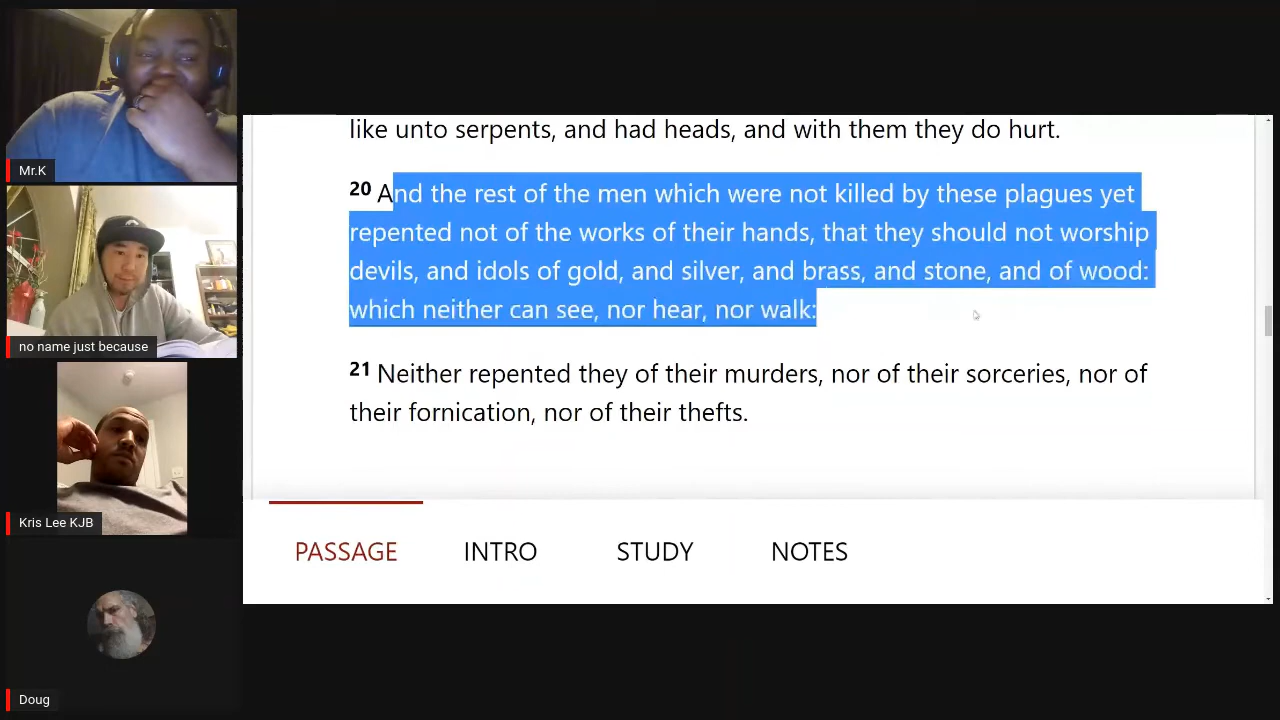 Mr.K
no name just because
Kris Lee KJB
Doug
like unto serpents, and had heads, and with them they do hurt.
20 And the rest of the men which were not killed by these plagues yet
repented not of the works of their hands, that they should not worship
devils, and idols of gold, and silver, and brass, and stone, and of wood:
which neither can see, nor hear, nor walk:
21 Neither repented they of their murders, nor of their sorceries, nor of
their fornication, nor of their thefts.
PASSAGE INTRO STUDY NOTES